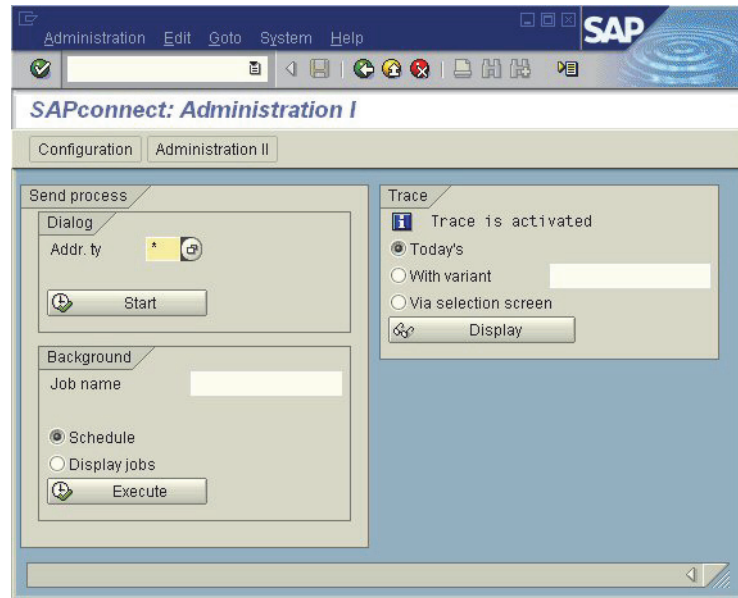 Administration Edit Goto System Help
SAP
SAPconnect: Administration I
Configuration Administration II
Send process
Dialog
Addr. ty *
Start
Background
Job name
Schedule
Display jobs
Execute
Trace
Trace is activated
Today's
With variant
Via selection screen
Display